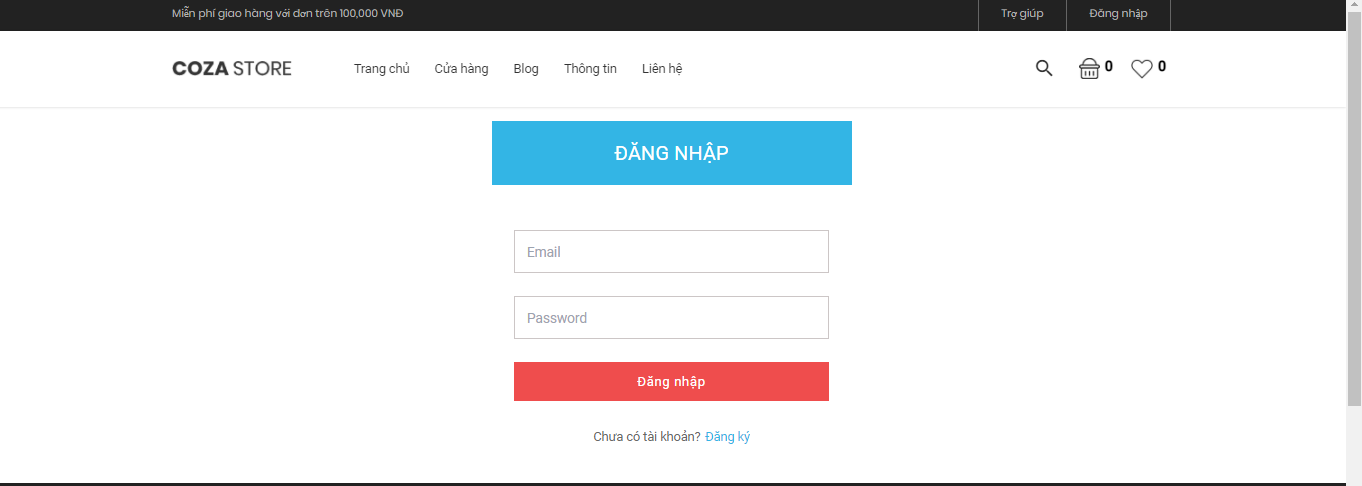 Miễn phí giao hàng với đơn trên 100,000 VNĐ
Trợ giúp
Đăng nhập
COZA STORE
Trang chủ
Cửa hàng
Blog
Thông tin
Liên hệ
0
0
ĐĂNG NHẬP
Email
Password
Đăng nhập
Chưa có tài khoản? Đăng ký